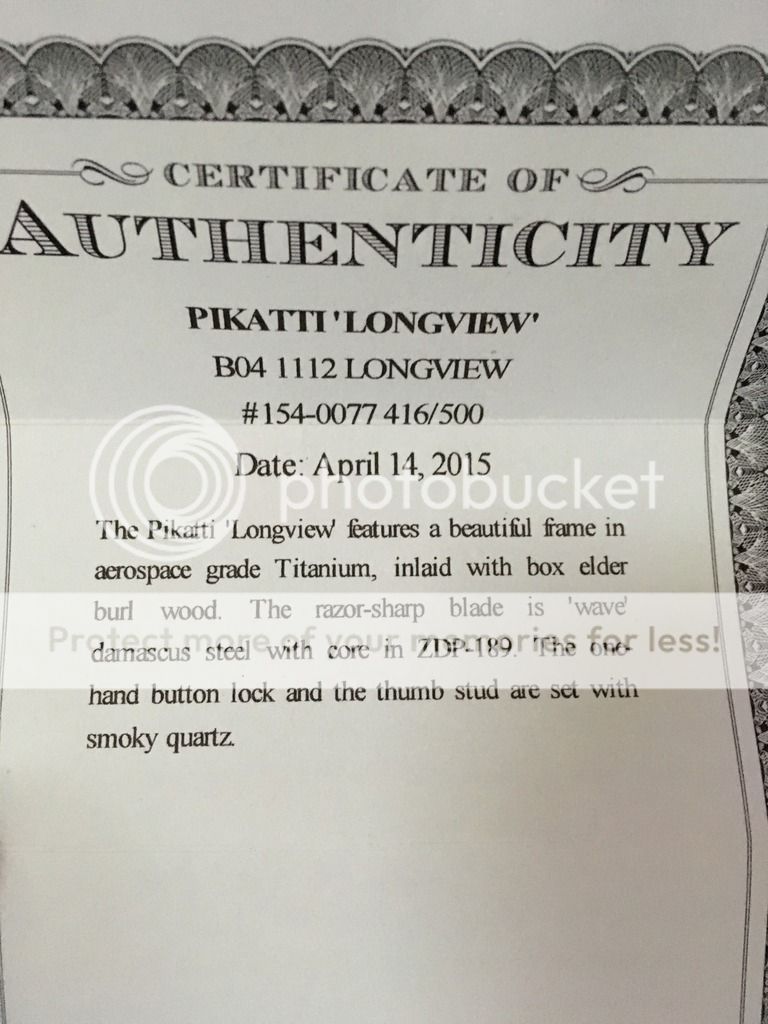 CERTIFICATE OF
AUTHENTICITY
PIKATTI 'LONGVIEW'
B04 1112 LONGVIEW
#154-0077 416/500
Date: April 14, 2015
photobucket
The Pikatti 'Longview' features a beautiful frame in
aerospace grade Titanium, inlaid with box elder
burl wood. The razor-sharp blade is 'wave'
Protect more of your memories for less!
damascus steel with core in ZDP-189. The one-
hand button lock and the thumb stud are set with
smoky quartz.